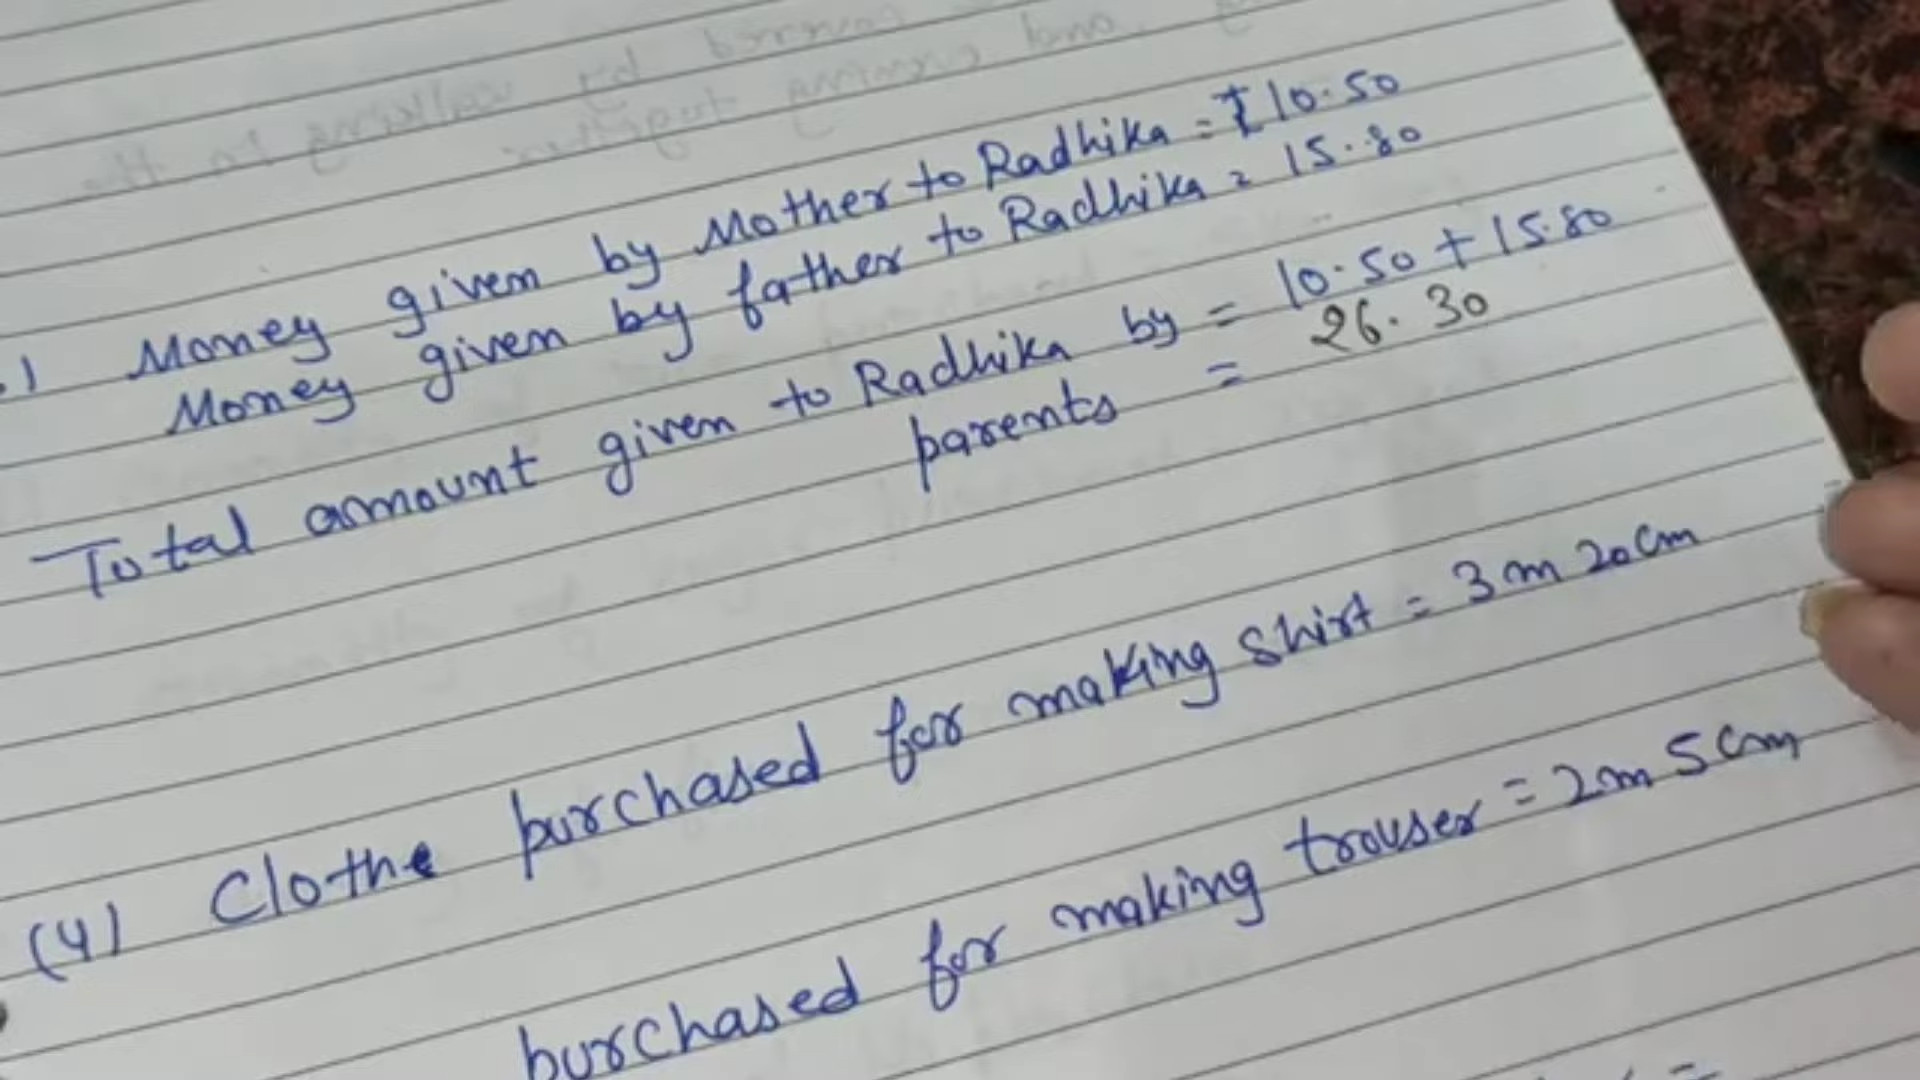 .) Money given by Mother to Radhika = ₹10.50
Money given by father to Radhika = 15.80
Total amount given to Radhika by = 10.50 + 15.80
parents = 26.30
(4) Clothe purchased for making shirt = 3m 20cm
purchased for making trouser = 2m 5cm